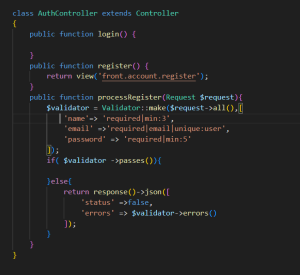 class AuthController extends Controller
{
    public function login() {

    }
    public function register() {
        return view('front.account.register');
    }
    public function processRegister(Request $request){
        $validator = Validator::make($request->all(),[
            'name'=> 'required|min:3',
            'email' =>'required|email|unique:user',
            'password' => 'required|min:5'
        ]);
        if( $validator ->passes()){

        }else{
            return response()->json([
                'status' =>false,
                'errors' => $validator->errors()
            ]);
        }
    }
}